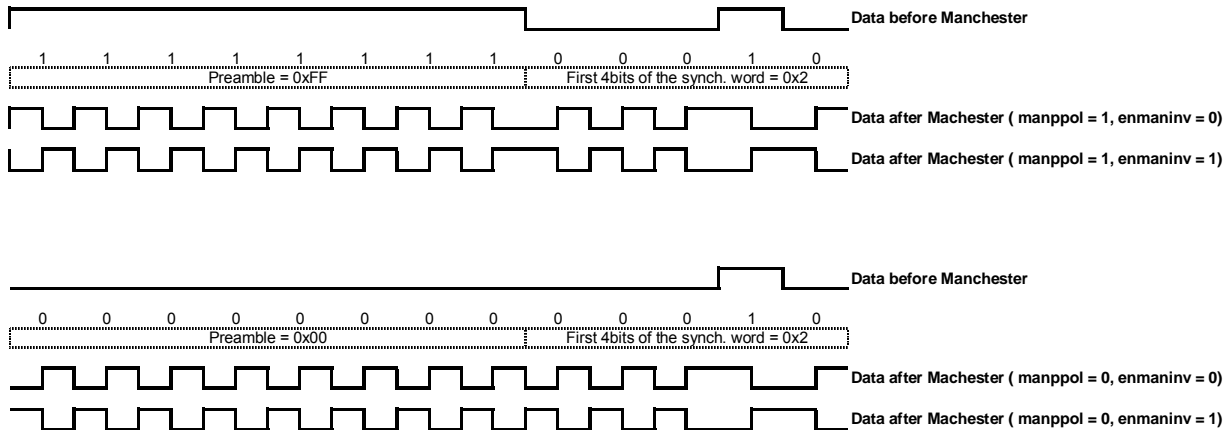 Data before Manchester
1 1 1 1 1 1 1 1 0 0 0 1 0
Preamble = 0xFF First 4bits of the synch. word = 0x2
Data after Machester ( manppol = 1, enmaninv = 0)
Data after Machester ( manppol = 1, enmaninv = 1)
Data before Manchester
0 0 0 0 0 0 0 0 0 0 0 1 0
Preamble = 0x00 First 4bits of the synch. word = 0x2
Data after Machester ( manppol = 0, enmaninv = 0)
Data after Machester ( manppol = 0, enmaninv = 1)